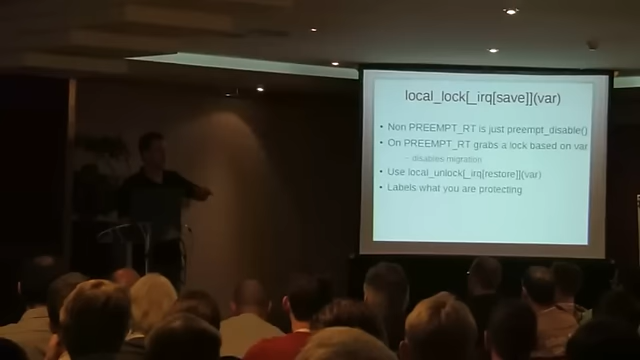 local_lock[_irq[save]](var)
• Non PREEMPT_RT is just preempt_disable()
• On PREEMPT_RT grabs a lock based on var
– disables migration
• Use local_unlock[_irq[restore]](var)
• Labels what you are protecting